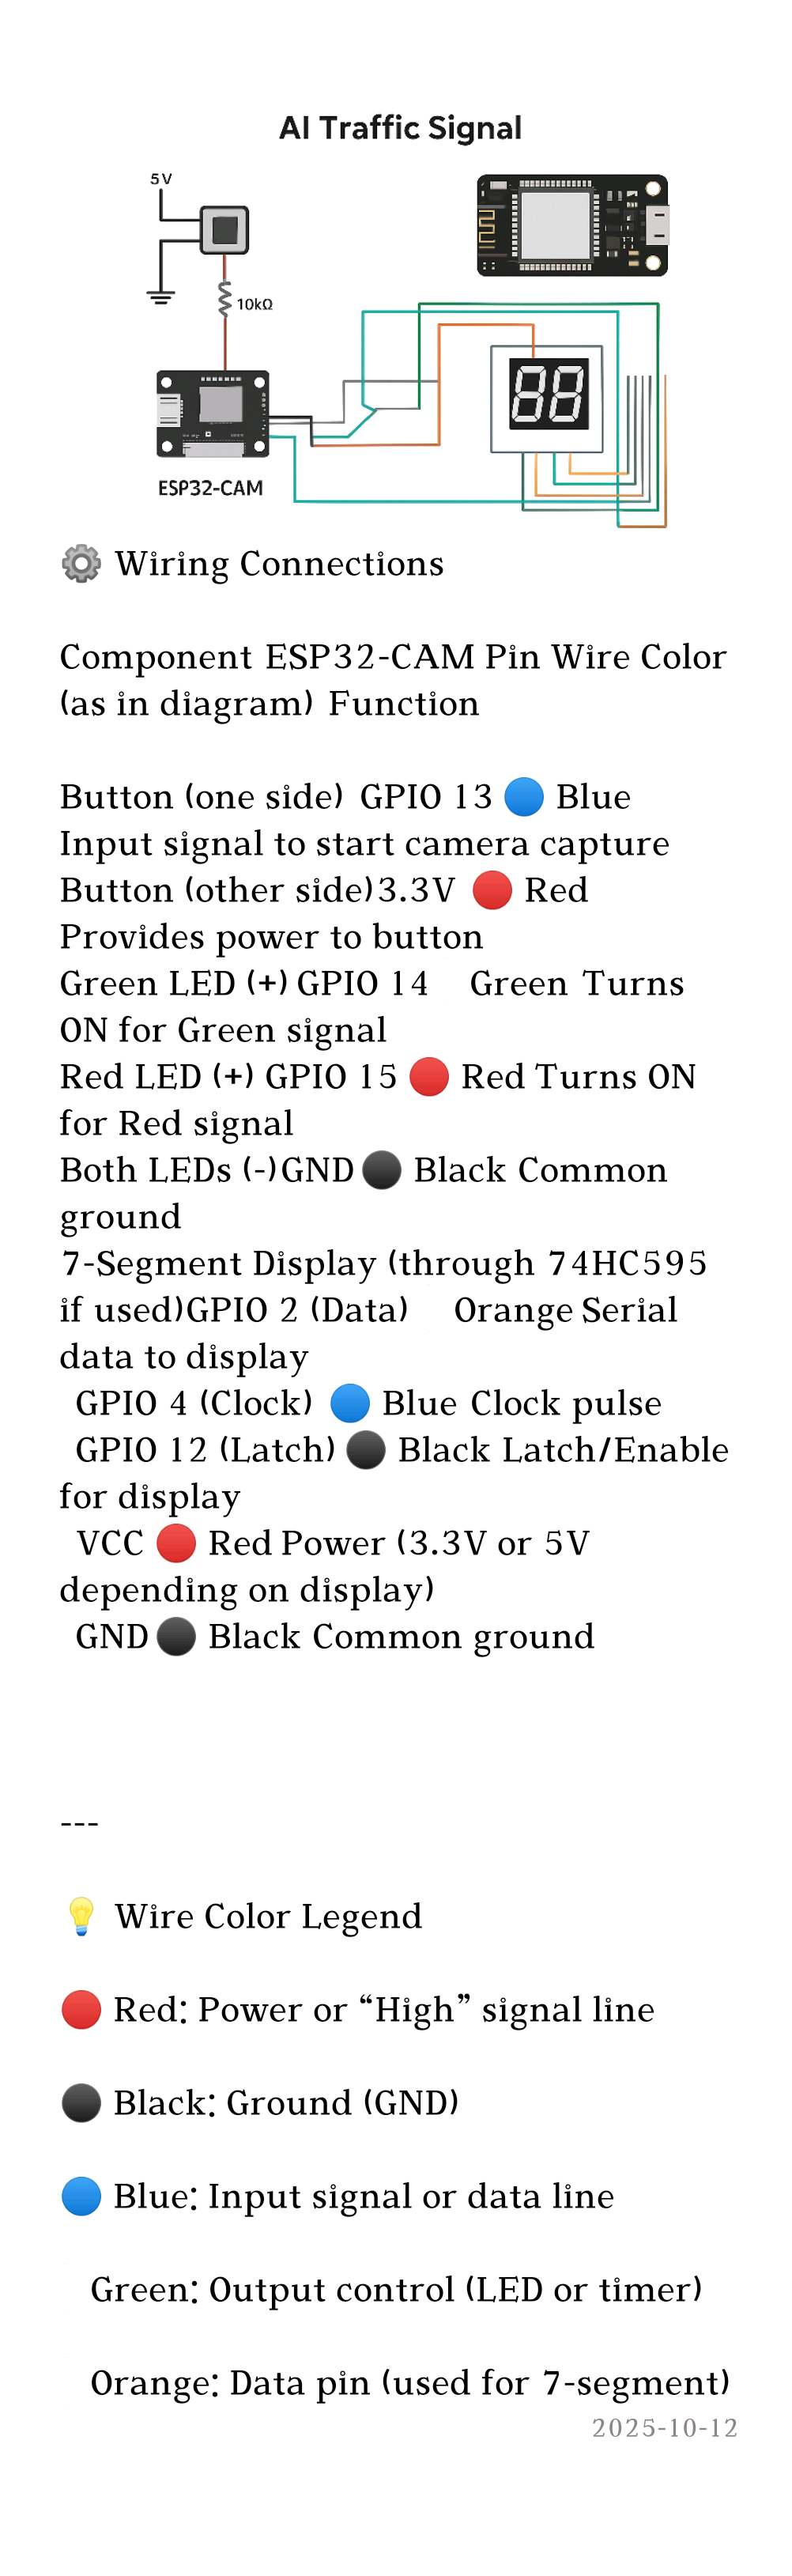 AI Traffic Signal
5V
10kΩ
ESP32-CAM
88
⚙️ Wiring Connections
Component ESP32-CAM Pin Wire Color
(as in diagram) Function
Button (one side) GPIO 13 🔵 Blue
Input signal to start camera capture
Button (other side)3.3V 🔴 Red
Provides power to button
Green LED (+) GPIO 14 Green Turns
ON for Green signal
Red LED (+) GPIO 15 🔴 Red Turns ON
for Red signal
Both LEDs (-)GND⚫ Black Common
ground
7-Segment Display (through 74HC595
if used)GPIO 2 (Data) Orange Serial
data to display
GPIO 4 (Clock) 🔵 Blue Clock pulse
GPIO 12 (Latch) ⚫ Black Latch/Enable
for display
VCC 🔴 Red Power (3.3V or 5V
depending on display)
GND⚫ Black Common ground
---
💡 Wire Color Legend
🔴 Red: Power or “High” signal line
⚫ Black: Ground (GND)
🔵 Blue: Input signal or data line
Green: Output control (LED or timer)
Orange: Data pin (used for 7-segment)
2025-10-12